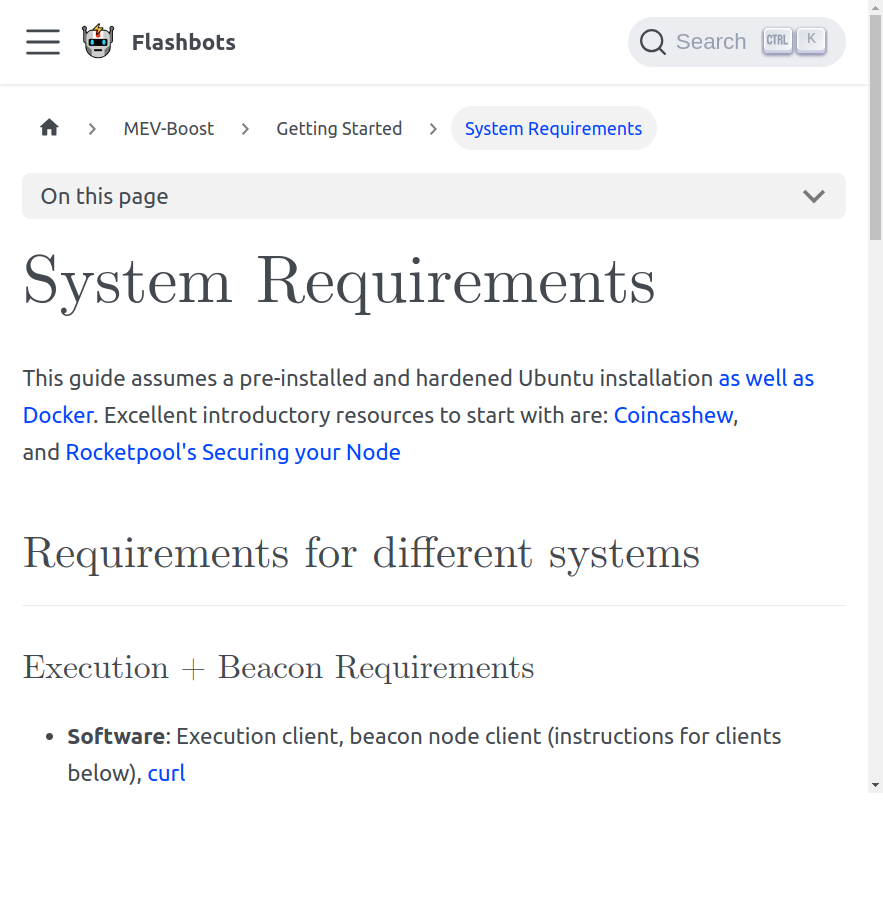 Flashbots
Search CTRL K
MEV-Boost Getting Started System Requirements
On this page
System Requirements
This guide assumes a pre-installed and hardened Ubuntu installation as well as
Docker. Excellent introductory resources to start with are: Coincashew,
and Rocketpool's Securing your Node
Requirements for different systems
Execution + Beacon Requirements
• Software: Execution client, beacon node client (instructions for clients
below), curl